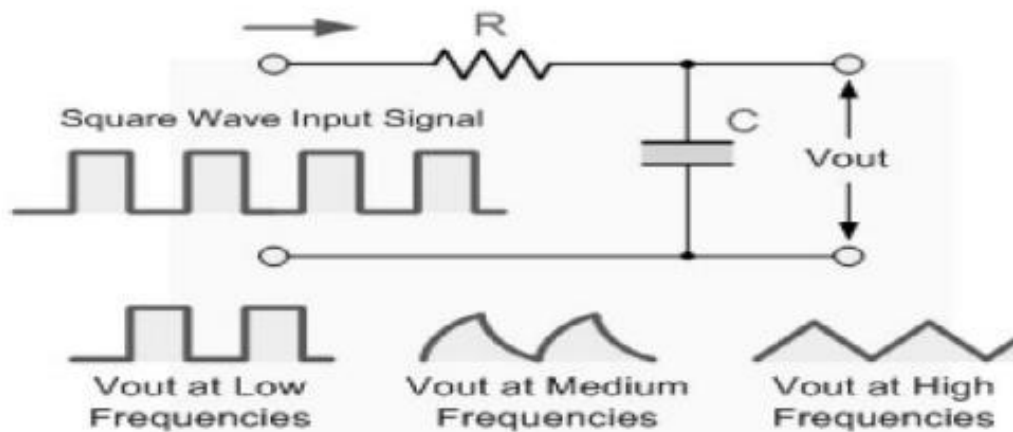 R
Square Wave Input Signal
C
Vout
Vout at Low
Frequencies
Vout at Medium
Frequencies
Vout at High
Frequencies